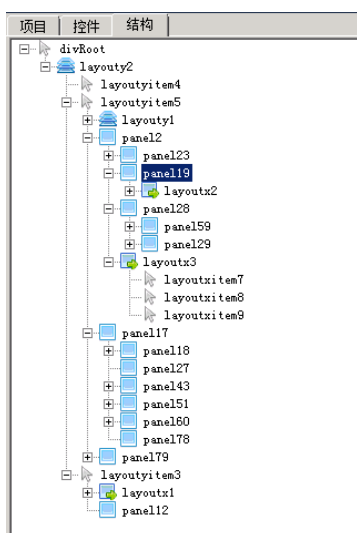 项目 控件 结构
divRoot
layouty2
layoutyitem4
layoutyitem5
layouty1
panel2
panel23
panel19
layoutx2
panel28
panel59
panel29
layoutx3
layoutxitem7
layoutxitem8
layoutxitem9
panel17
panel18
panel27
panel43
panel51
panel60
panel78
panel79
layoutyitem3
layoutx1
panel12